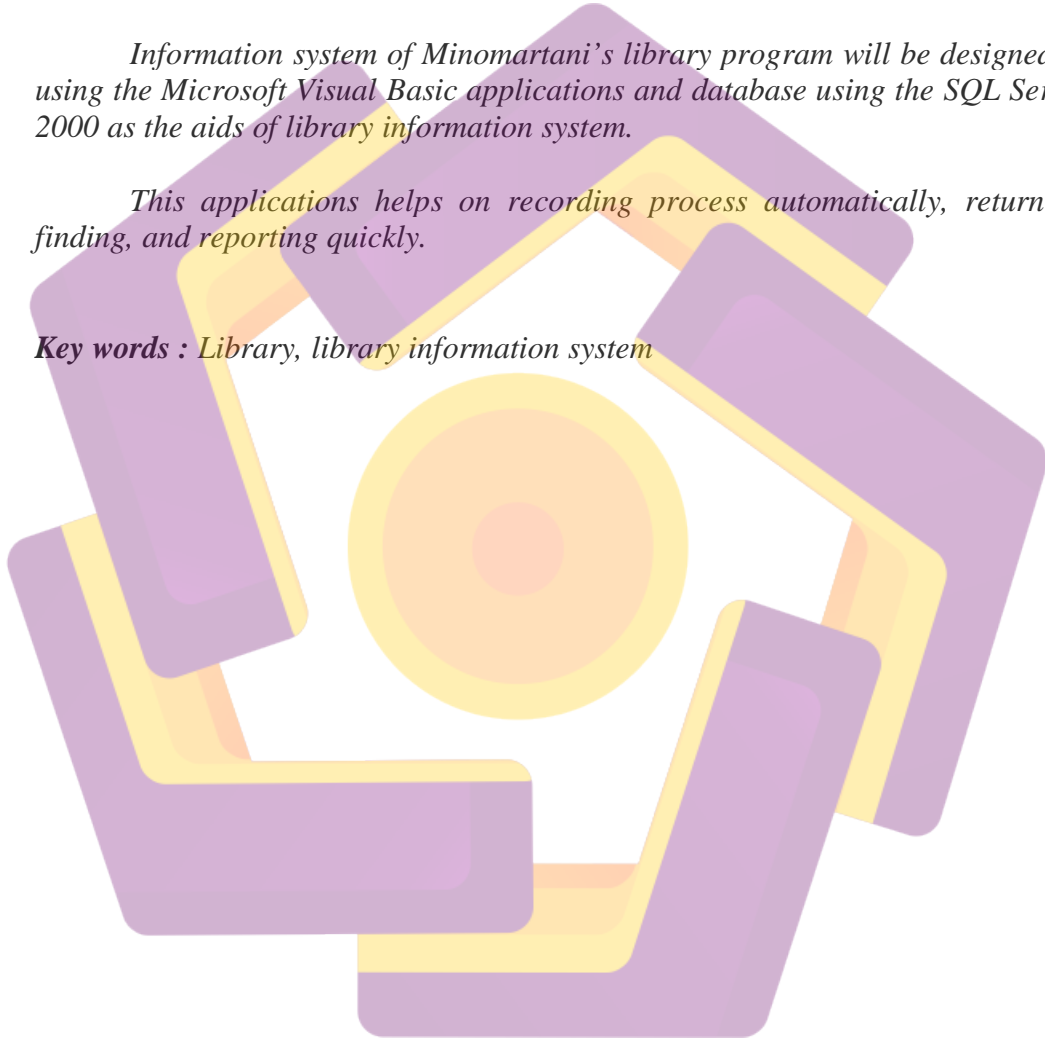 Information system of Minomartani's library program will be designed
using the Microsoft Visual Basic applications and database using the SQL
2000 as the aids of library information system.
This applications helps on recording process automatically, return
finding, and reporting quickly.
Key words : Library, library information system